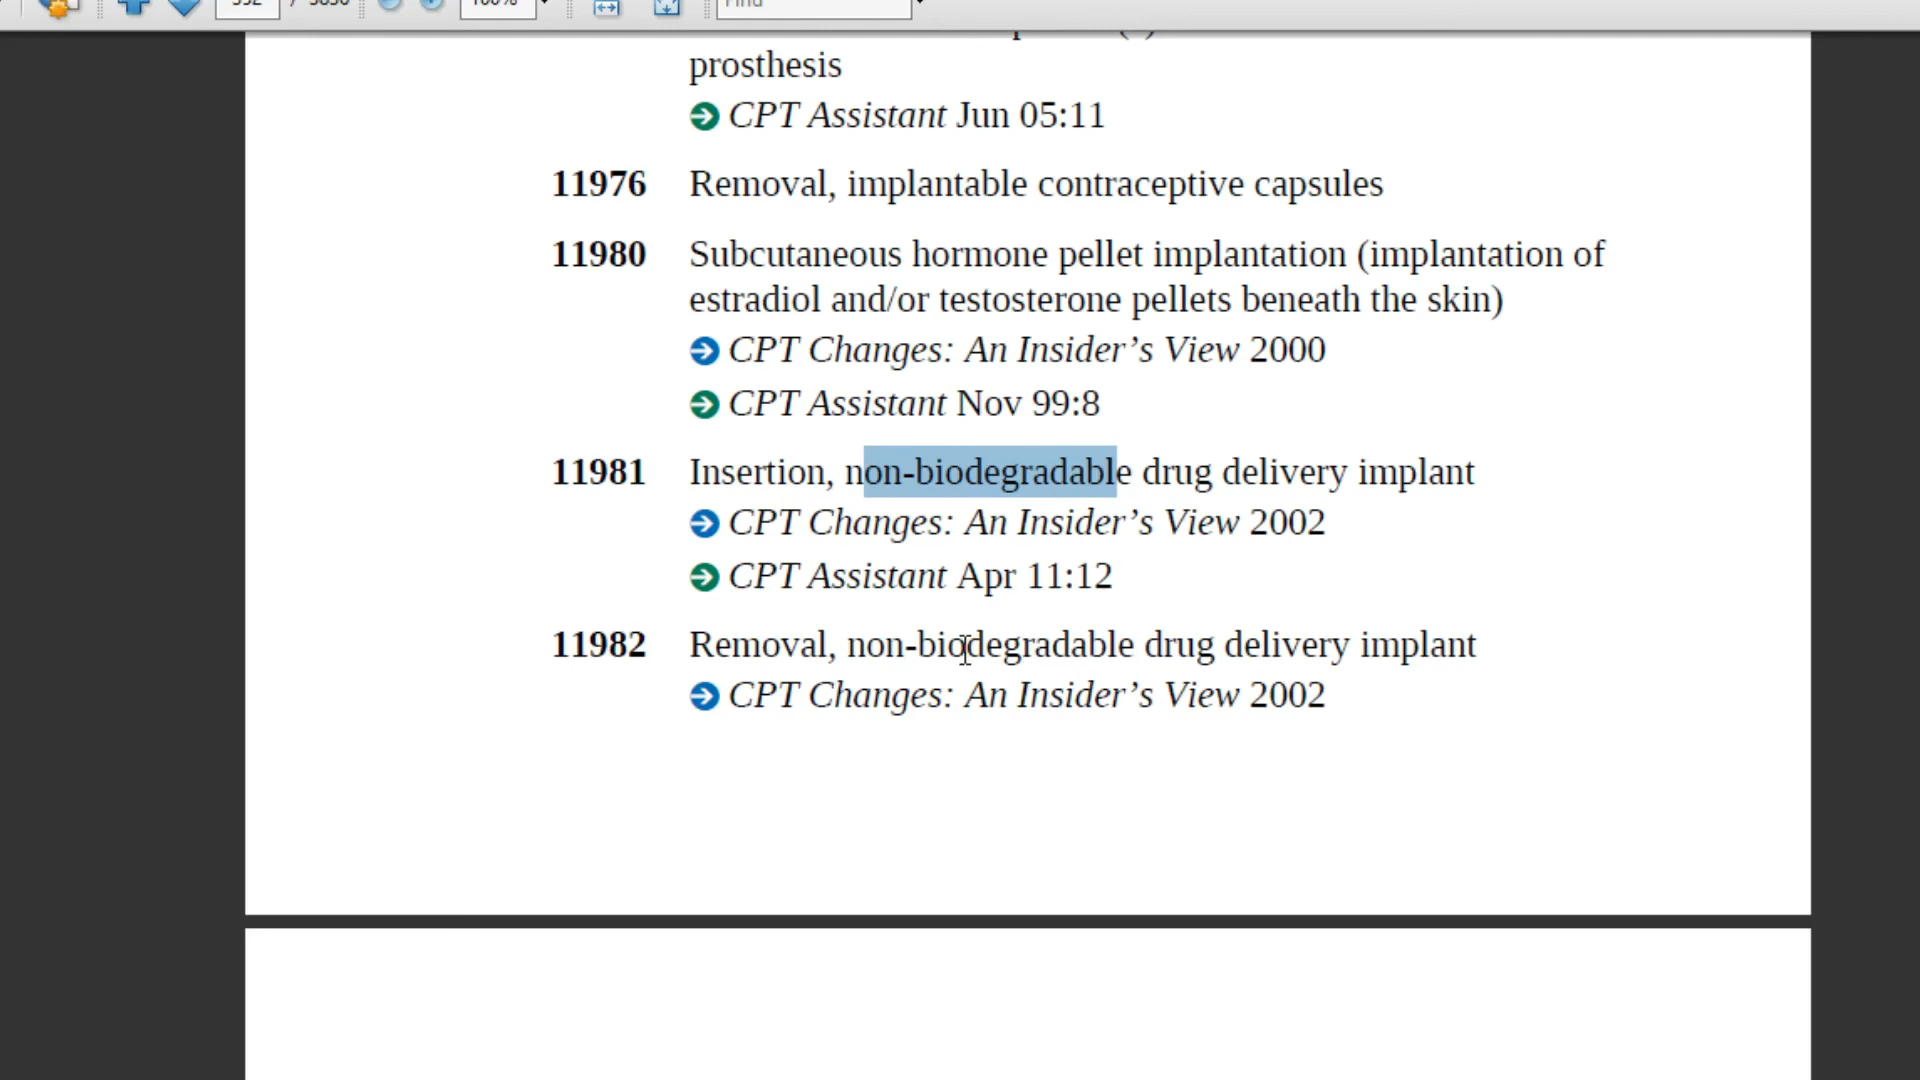 100%
Find
prosthesis
CPT Assistant Jun 05:11
11976 Removal, implantable contraceptive capsules
11980 Subcutaneous hormone pellet implantation (implantation of
estradiol and/or testosterone pellets beneath the skin)
CPT Changes: An Insider’s View 2000
CPT Assistant Nov 99:8
11981 Insertion, non-biodegradable drug delivery implant
CPT Changes: An Insider’s View 2002
CPT Assistant Apr 11:12
11982 Removal, non-biodegradable drug delivery implant
CPT Changes: An Insider’s View 2002